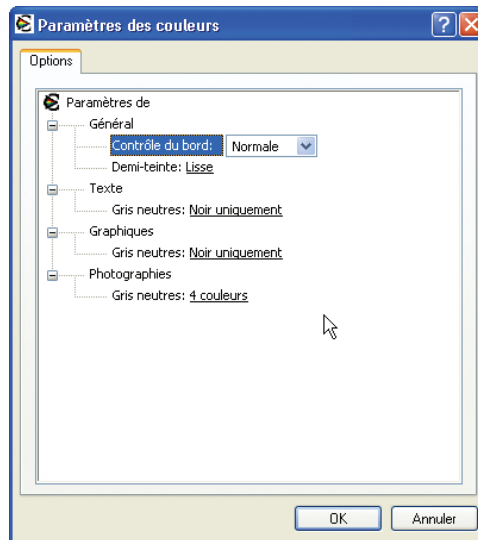 Paramètres des couleurs
Options
Paramètres de
Général
Contrôle du bord: Normale
Demi-teinte: Lisse
Texte
Gris neutres: Noir uniquement
Graphiques
Gris neutres: Noir uniquement
Photographies
Gris neutres: 4 couleurs
OK Annuler